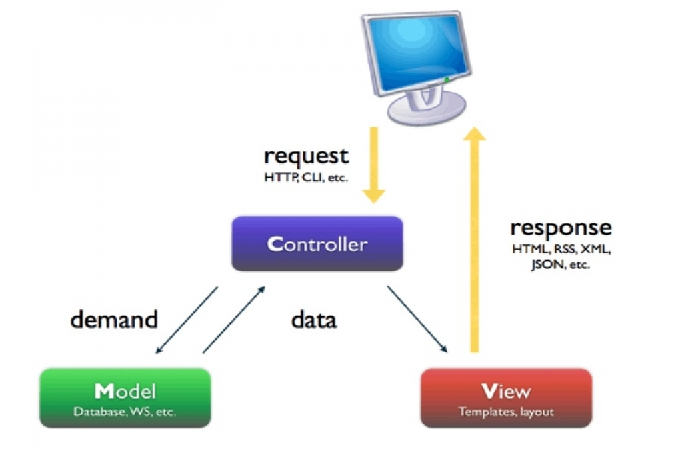 request
HTTP, CLI, etc.
response
HTML, RSS, XML,
JSON, etc.
Controller
demand
data
Model
Database, WS, etc.
View
Templates, layout